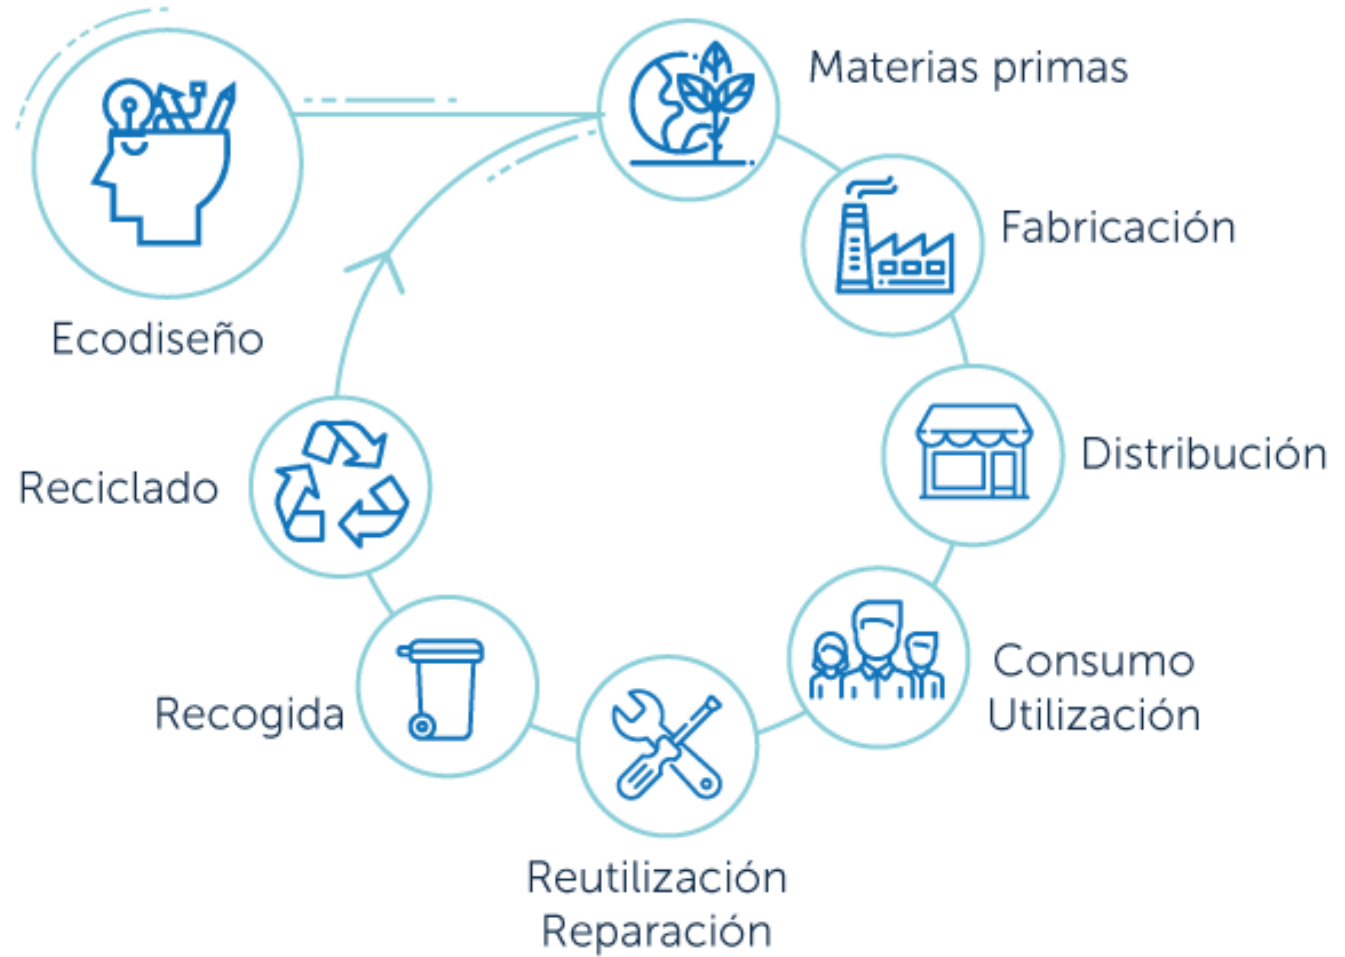 Materias primas
Fabricación
Distribución
Consumo
Utilización
Reutilización
Reparación
Recogida
Reciclado
Ecodiseño